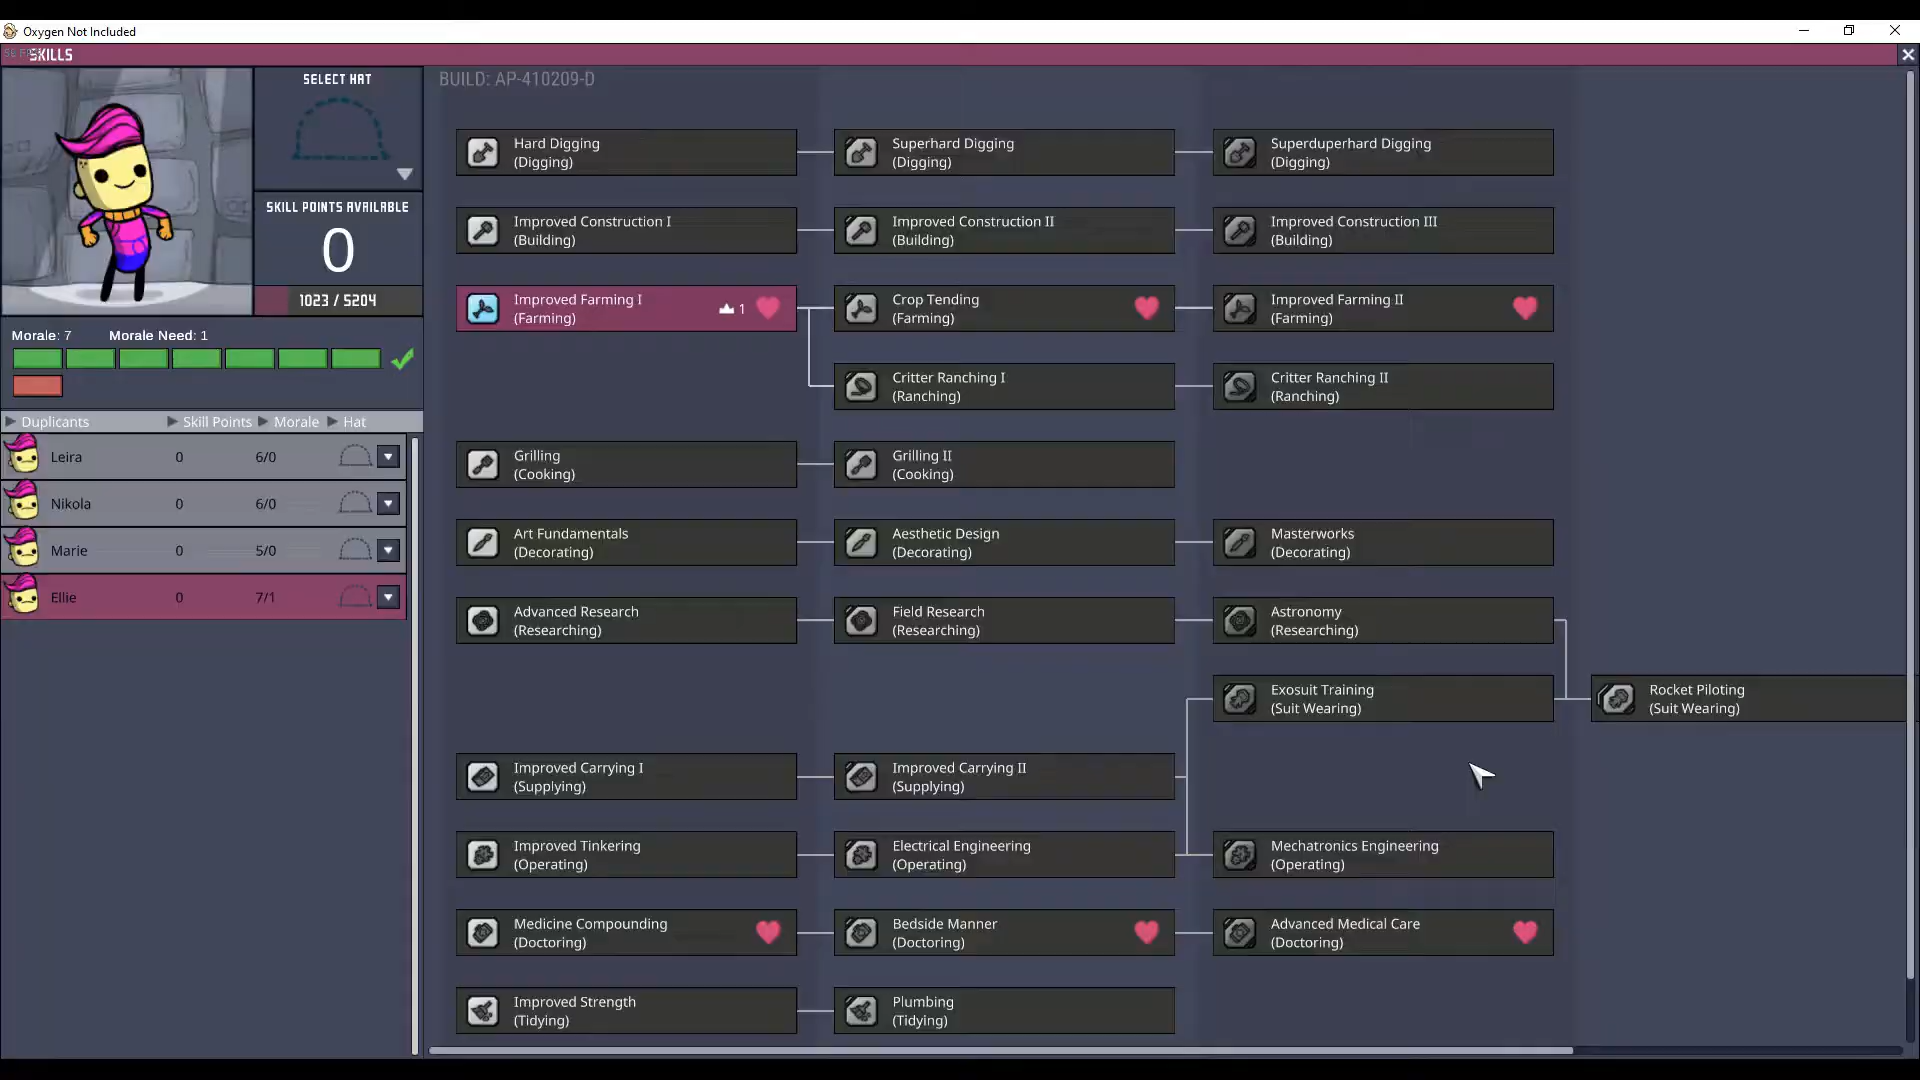 Oxygen Not Included
SKILLS
SELECT HAT
BUILD: AP-410209-D
SKILL POINTS AVAILABLE
0
1023 / 5204
Morale: 7 Morale Need: 1
Duplicants Skill Points Morale Hat
Leira 0 6/0
Nikola 0 6/0
Marie 0 5/0
Ellie 0 7/1
Hard Digging
(Digging)
Superhard Digging
(Digging)
Superduperhard Digging
(Digging)
Improved Construction I
(Building)
Improved Construction II
(Building)
Improved Construction III
(Building)
Improved Farming I
(Farming)
1
Crop Tending
(Farming)
Improved Farming II
(Farming)
Critter Ranching I
(Ranching)
Critter Ranching II
(Ranching)
Grilling
(Cooking)
Grilling II
(Cooking)
Art Fundamentals
(Decorating)
Aesthetic Design
(Decorating)
Masterworks
(Decorating)
Advanced Research
(Researching)
Field Research
(Researching)
Astronomy
(Researching)
Exosuit Training
(Suit Wearing)
Rocket Piloting
(Suit Wearing)
Improved Carrying I
(Supplying)
Improved Carrying II
(Supplying)
Improved Tinkering
(Operating)
Electrical Engineering
(Operating)
Mechatronics Engineering
(Operating)
Medicine Compounding
(Doctoring)
Bedside Manner
(Doctoring)
Advanced Medical Care
(Doctoring)
Improved Strength
(Tidying)
Plumbing
(Tidying)